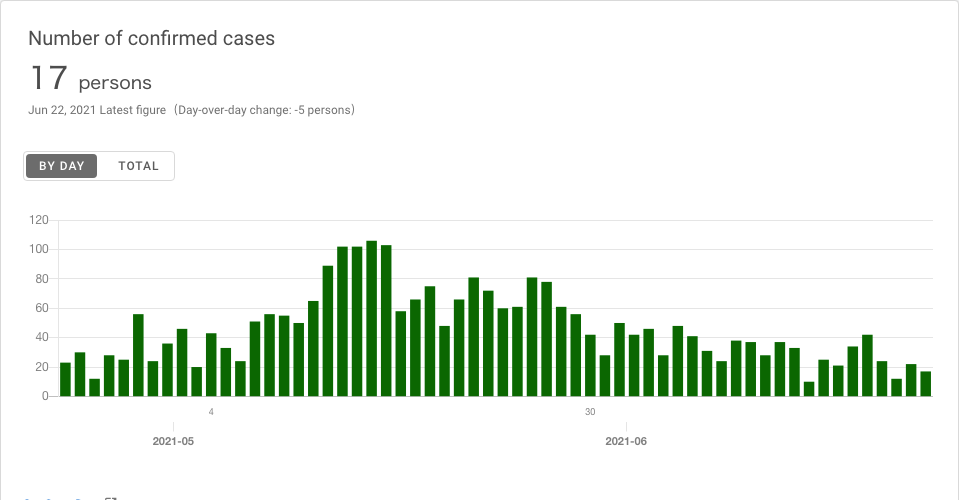 Number of confirmed cases
17 persons
Jun 22, 2021 Latest figure（Day-over-day change: -5 persons）
BY DAY TOTAL
120
100
80
60
40
20
0
4 30
2021-05 2021-06